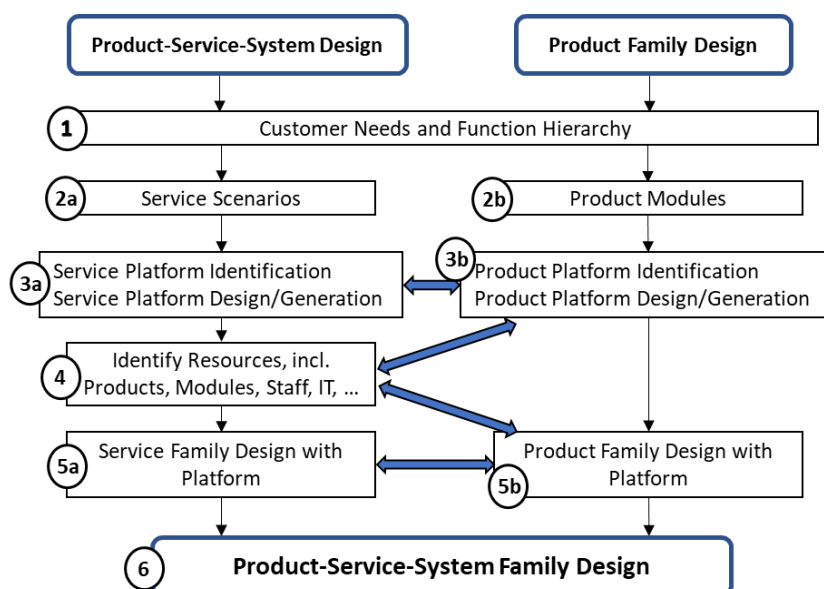 Product-Service-System Design
Product Family Design
1
Customer Needs and Function Hierarchy
2a
Service Scenarios
2b
Product Modules
3a
Service Platform Identification
Service Platform Design/Generation
3b
Product Platform Identification
Product Platform Design/Generation
4
Identify Resources, incl.
Products, Modules, Staff, IT, ...
5a
Service Family Design with
Platform
5b
Product Family Design with
Platform
6
Product-Service-System Family Design